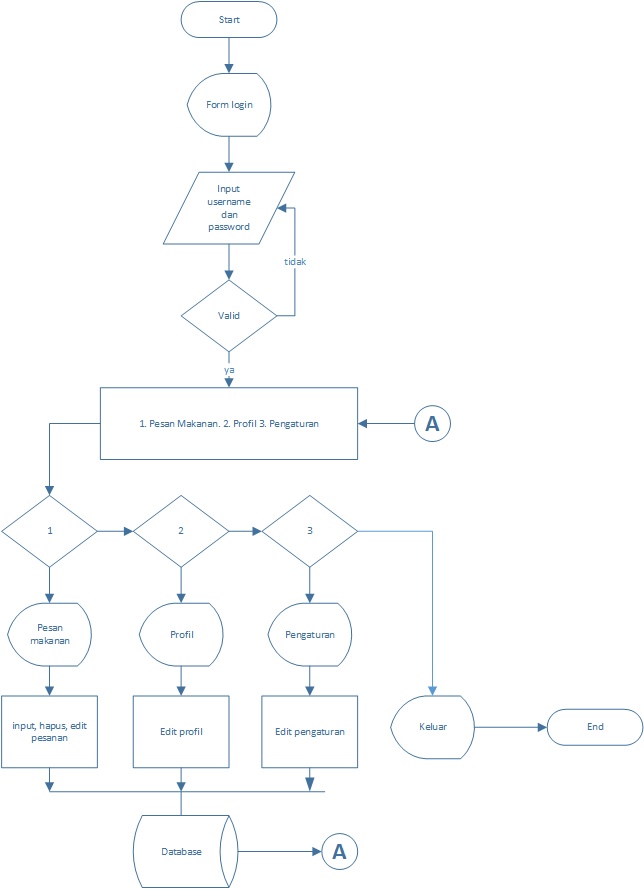 Start
Form login
Input
username
dan
password
tidak
Valid
ya
1. Pesan Makanan. 2. Profil 3. Pengaturan
A
1
2
3
Pesan
makanan
Profil
Pengaturan
input, hapus, edit
pesanan
Edit profil
Edit pengaturan
Keluar
End
Database
A